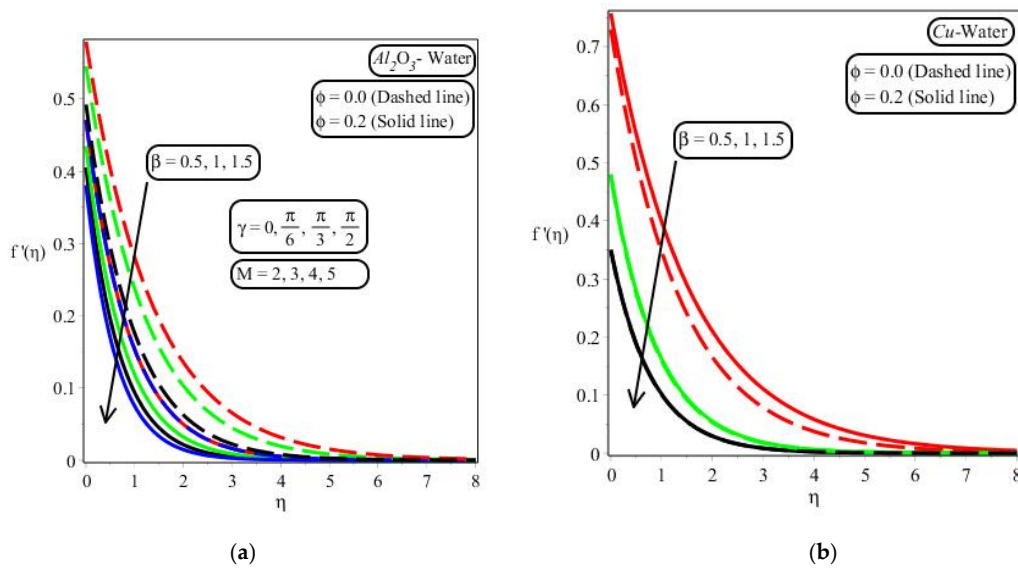 Al₂O₃- Water
ϕ = 0.0 (Dashed line)
ϕ = 0.2 (Solid line)
β = 0.5, 1, 1.5
γ = 0, π/6, π/3, π/2
M = 2, 3, 4, 5
f '(η)
0.5
0.4
0.3
0.2
0.1
0
0 1 2 3 4 5 6 7 8
η
(a)
Cu-Water
ϕ = 0.0 (Dashed line)
ϕ = 0.2 (Solid line)
β = 0.5, 1, 1.5
f '(η)
0.7
0.6
0.5
0.4
0.3
0.2
0.1
0
0 1 2 3 4 5 6 7 8
η
(b)